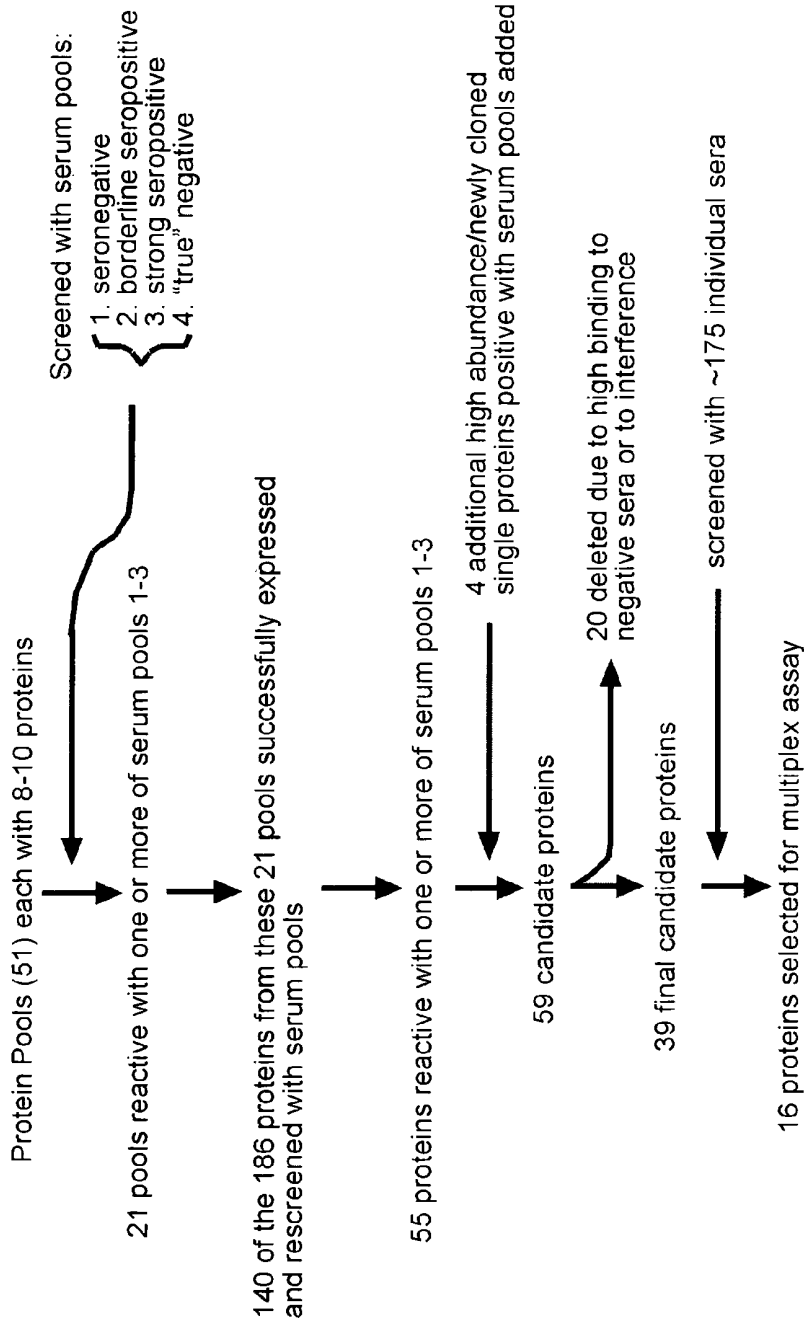 Protein Pools (51) each with 8-10 proteins
Screened with serum pools:
1. seronegative
2. borderline seropositive
3. strong seropositive
4. "true" negative
21 pools reactive with one or more of serum pools 1-3
140 of the 186 proteins from these 21 pools successfully expressed
and rescreened with serum pools
55 proteins reactive with one or more of serum pools 1-3
4 additional high abundance/newly cloned
single proteins positive with serum pools added
59 candidate proteins
20 deleted due to high binding to
negative sera or to interference
39 final candidate proteins
screened with ~175 individual sera
16 proteins selected for multiplex assay